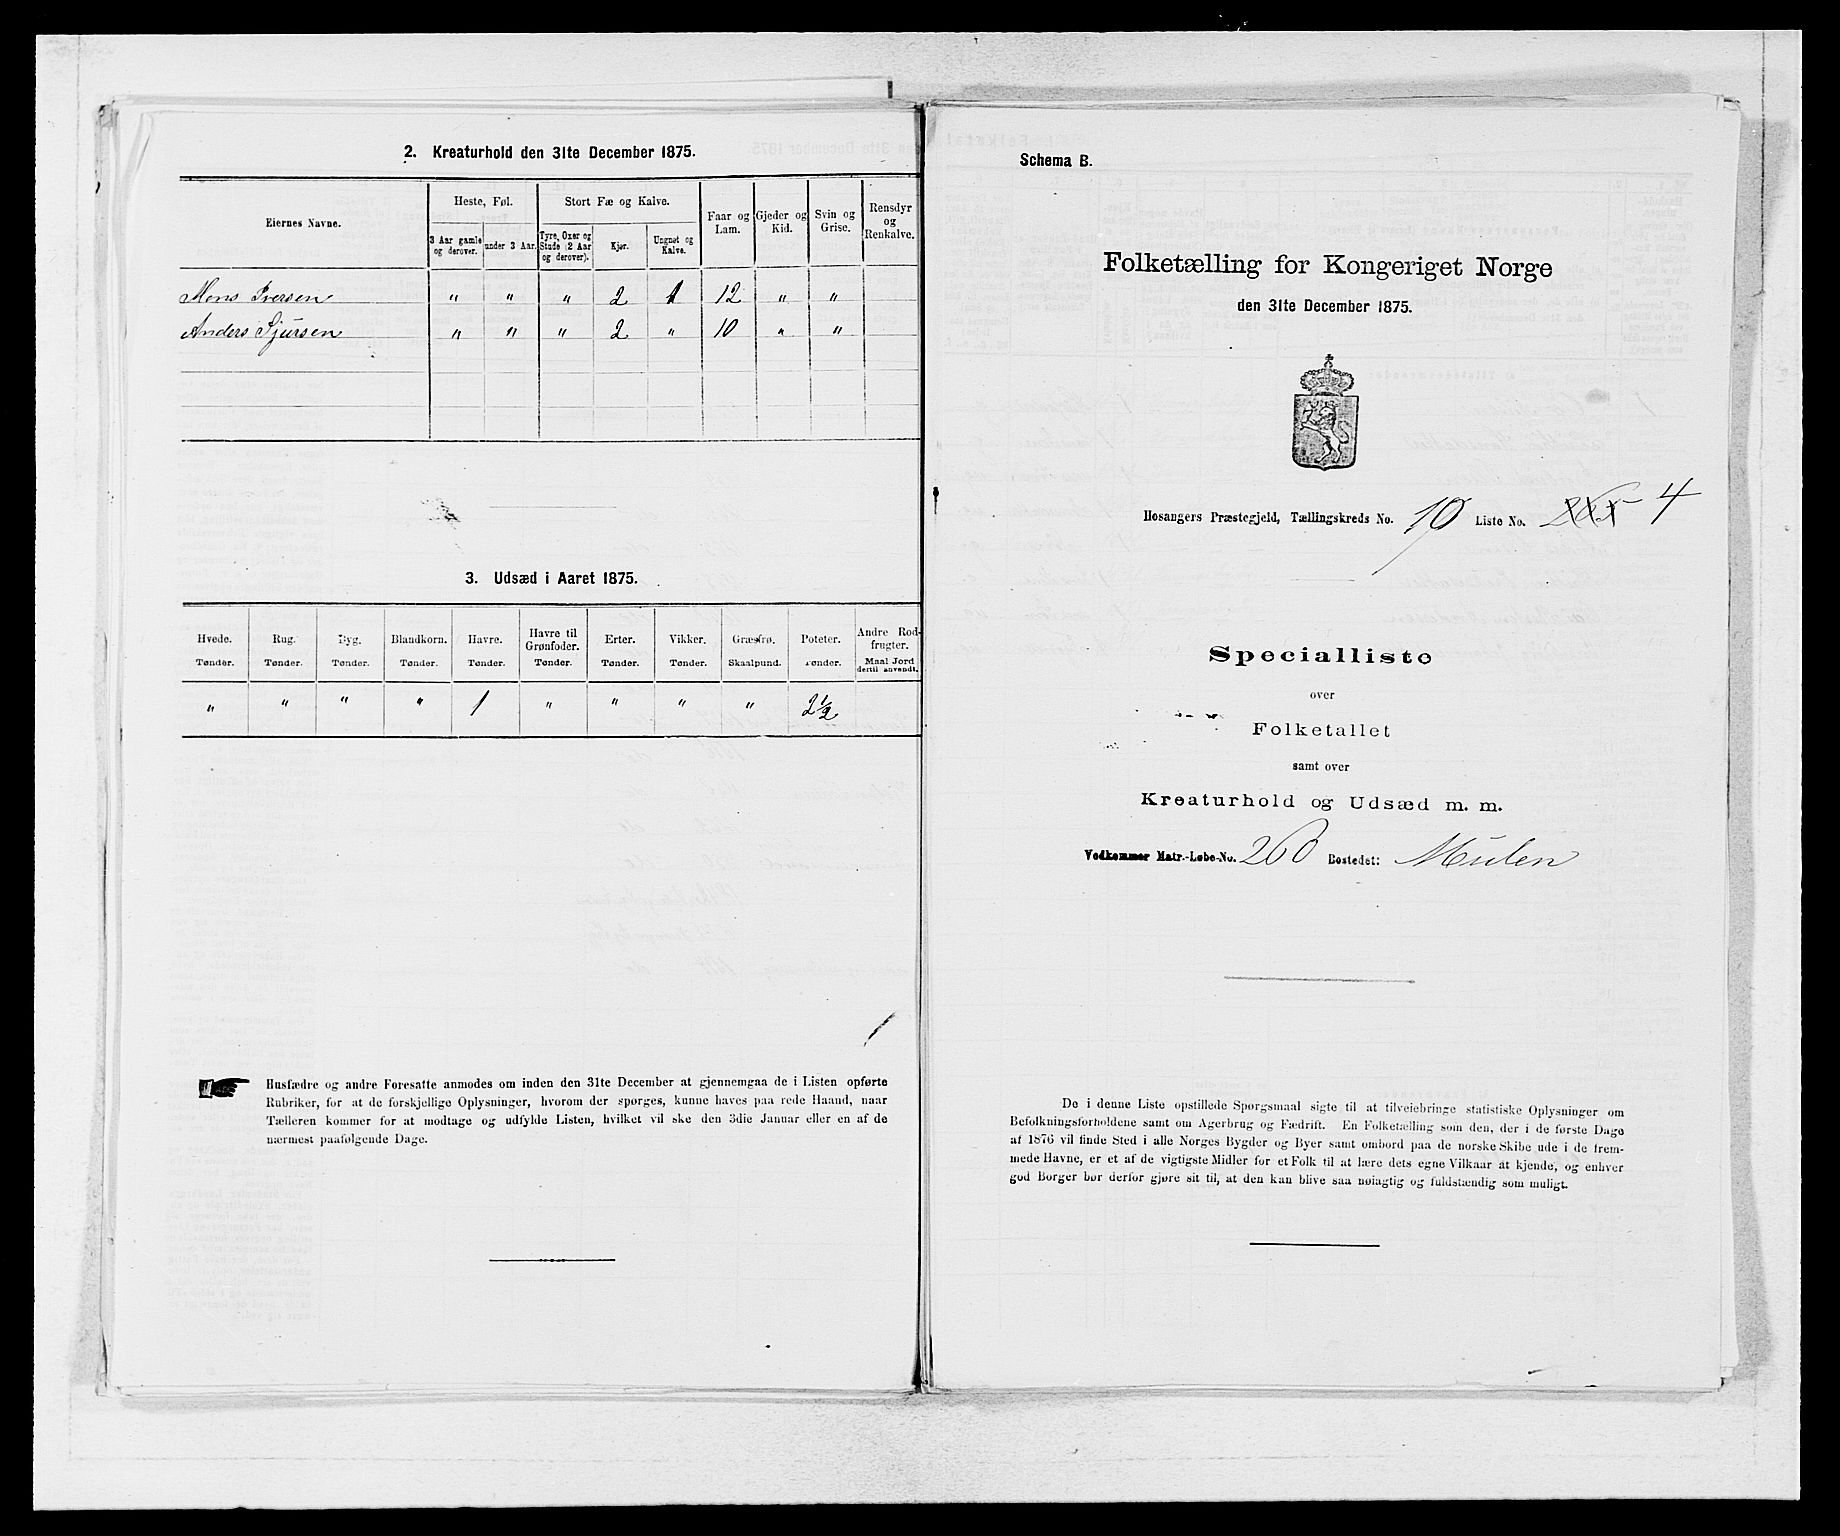 2. Kreaturhold den 31te December 1875.
Eiernes Navne.
Heste, Føl.
Stort Fæ og Kalve.
Faar og Lam.
Gjeder og Kid.
Svin og Grise.
Rensdyr og Renkalve.
3 Aar gamle og derover.
under 3 Aar.
Tyre, Oxer og Stude (2 Aar og derover).
Kjør.
Ungnøt og Kalve.
Mons Iversen " " " 2 1 12 " "
Anders Sjursen " " " 2 " 10 " "
3. Udsæd i Aaret 1875.
Hvede. Rug. Byg. Blandkorn. Havre. Havre til Grønfoder. Erter. Vikker. Græsfrø. Poteter. Andre Rodfrugter.
Tønder. Tønder. Tønder. Tønder. Tønder. Tønder. Tønder. Tønder. Skaalpund. Tønder. Maal Jord dertil anvendt.
" " " " 1 " " " " 2 1/2
Husfædre og andre Foresatte anmodes om inden den 31te December at gjennemgaa de i Listen opførte
Rubriker, for at de forskjellige Oplysninger, hvorom der spørges, kunne haves paa rede Haand, naar
Tælleren kommer for at modtage og udfylde Listen, hvilket vil ske den 3die Januar eller en af de
nærmest paafølgende Dage.
Schema B.
Folketælling for Kongeriget Norge
den 31te December 1875.
Hosangers Præstegjeld, Tællingskreds No. 10 Liste No. 4
Specialliste
over
Folketallet
samt over
Kreaturhold og Udsæd m. m.
Vedkommer Matr.-Løbe-No. 260 Bostedet: Mulen
De i denne Liste opstillede Spørgsmaal sigte til at tilveiebringe statistiske Oplysninger om
Befolkningsforholdene samt om Agerbrug og Fædrift. En Folketælling som den, der i de første Dage
af 1876 vil finde Sted i alle Norges Bygder og Byer samt ombord paa de norske Skibe ude i de frem-
mede Havne, er et af de vigtigste Midler for et Folk til at lære dets egne Vilkaar at kjende, og enhver
god Borger bør derfor gjøre sit til, at den kan blive saa nøiagtig og fuldstændig som muligt.